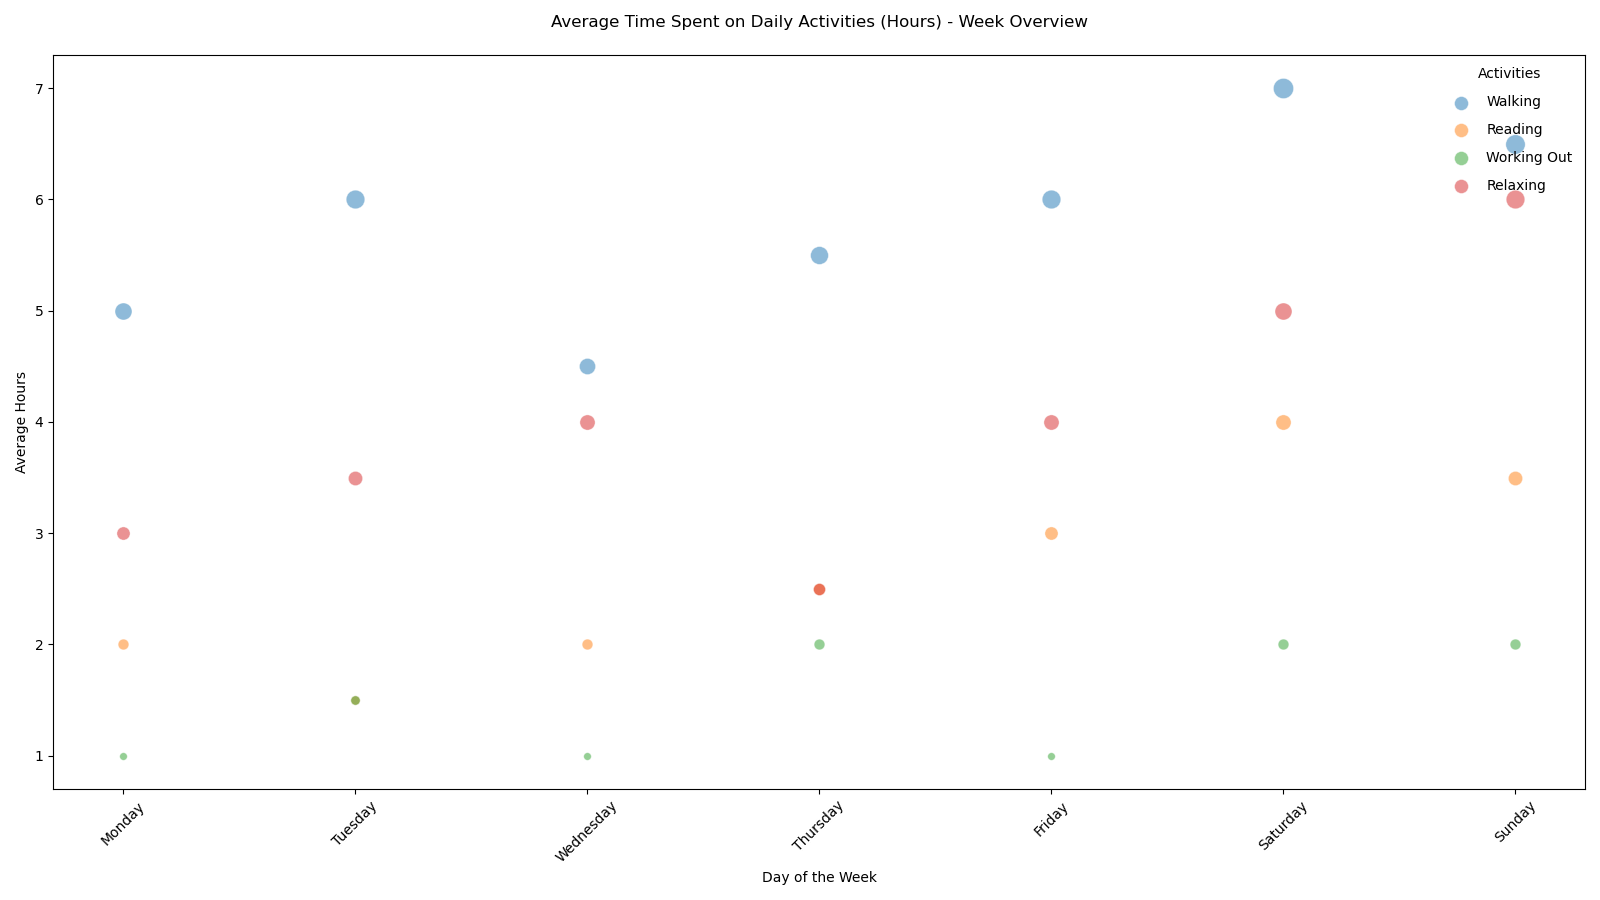 Average Time Spent on Daily Activities (Hours) - Week Overview
Activities
Walking
Reading
Working Out
Relaxing
Average Hours
7
6
5
4
3
2
1
Monday
Tuesday
Wednesday
Thursday
Friday
Saturday
Sunday
Day of the Week